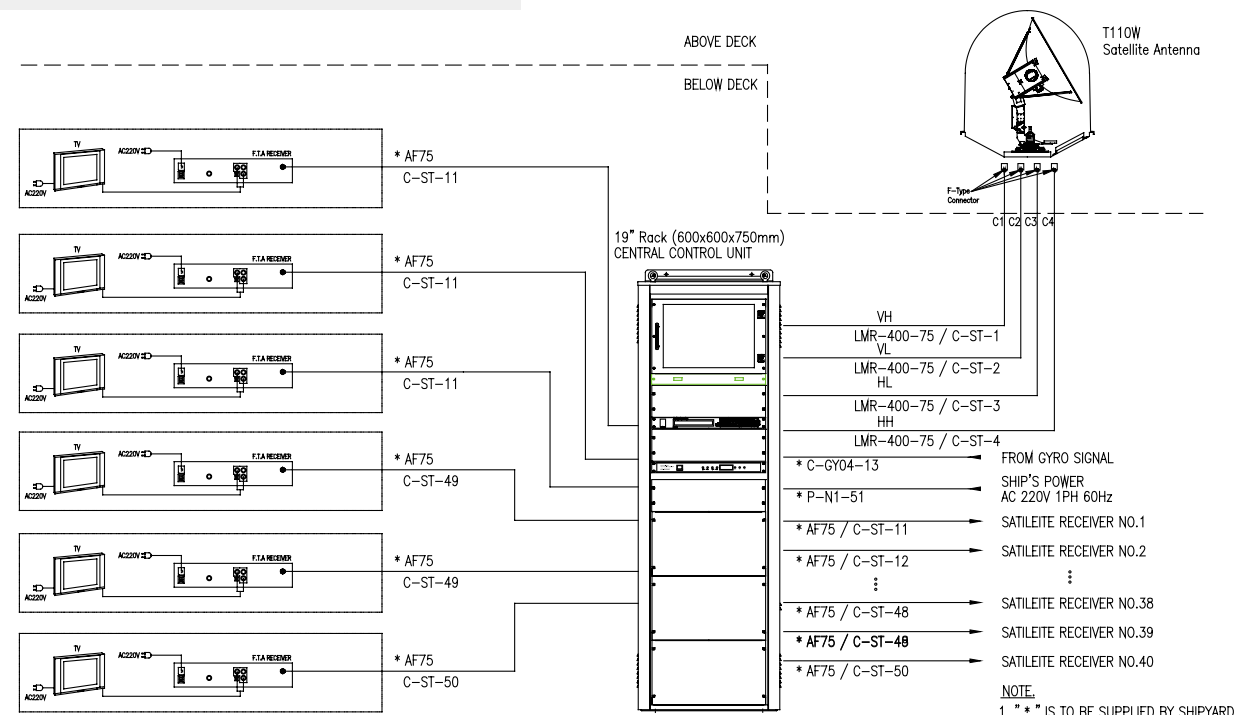 ABOVE DECK
BELOW DECK
T110W
Satellite Antenna
F-Type
Connector
C1 C2 C3 C4
TV
AC220V
AC220V
F.T.A RECEIVER
* AF75
C-ST-11
TV
AC220V
AC220V
F.T.A RECEIVER
* AF75
C-ST-11
TV
AC220V
AC220V
F.T.A RECEIVER
* AF75
C-ST-11
TV
AC220V
AC220V
F.T.A RECEIVER
* AF75
C-ST-49
TV
AC220V
AC220V
F.T.A RECEIVER
* AF75
C-ST-49
TV
AC220V
AC220V
F.T.A RECEIVER
* AF75
C-ST-50
19" Rack (600x600x750mm)
CENTRAL CONTROL UNIT
VH
LMR-400-75 / C-ST-1
VL
LMR-400-75 / C-ST-2
HL
LMR-400-75 / C-ST-3
HH
LMR-400-75 / C-ST-4
* C-GY04-13
FROM GYRO SIGNAL
* P-N1-51
SHIP'S POWER
AC 220V 1PH 60Hz
* AF75 / C-ST-11
SATILEITE RECEIVER NO.1
* AF75 / C-ST-12
SATILEITE RECEIVER NO.2
* AF75 / C-ST-48
SATILEITE RECEIVER NO.38
* AF75 / C-ST-48
SATILEITE RECEIVER NO.39
* AF75 / C-ST-50
SATILEITE RECEIVER NO.40
NOTE.
1. " * " IS TO BE SUPPLIED BY SHIPYARD